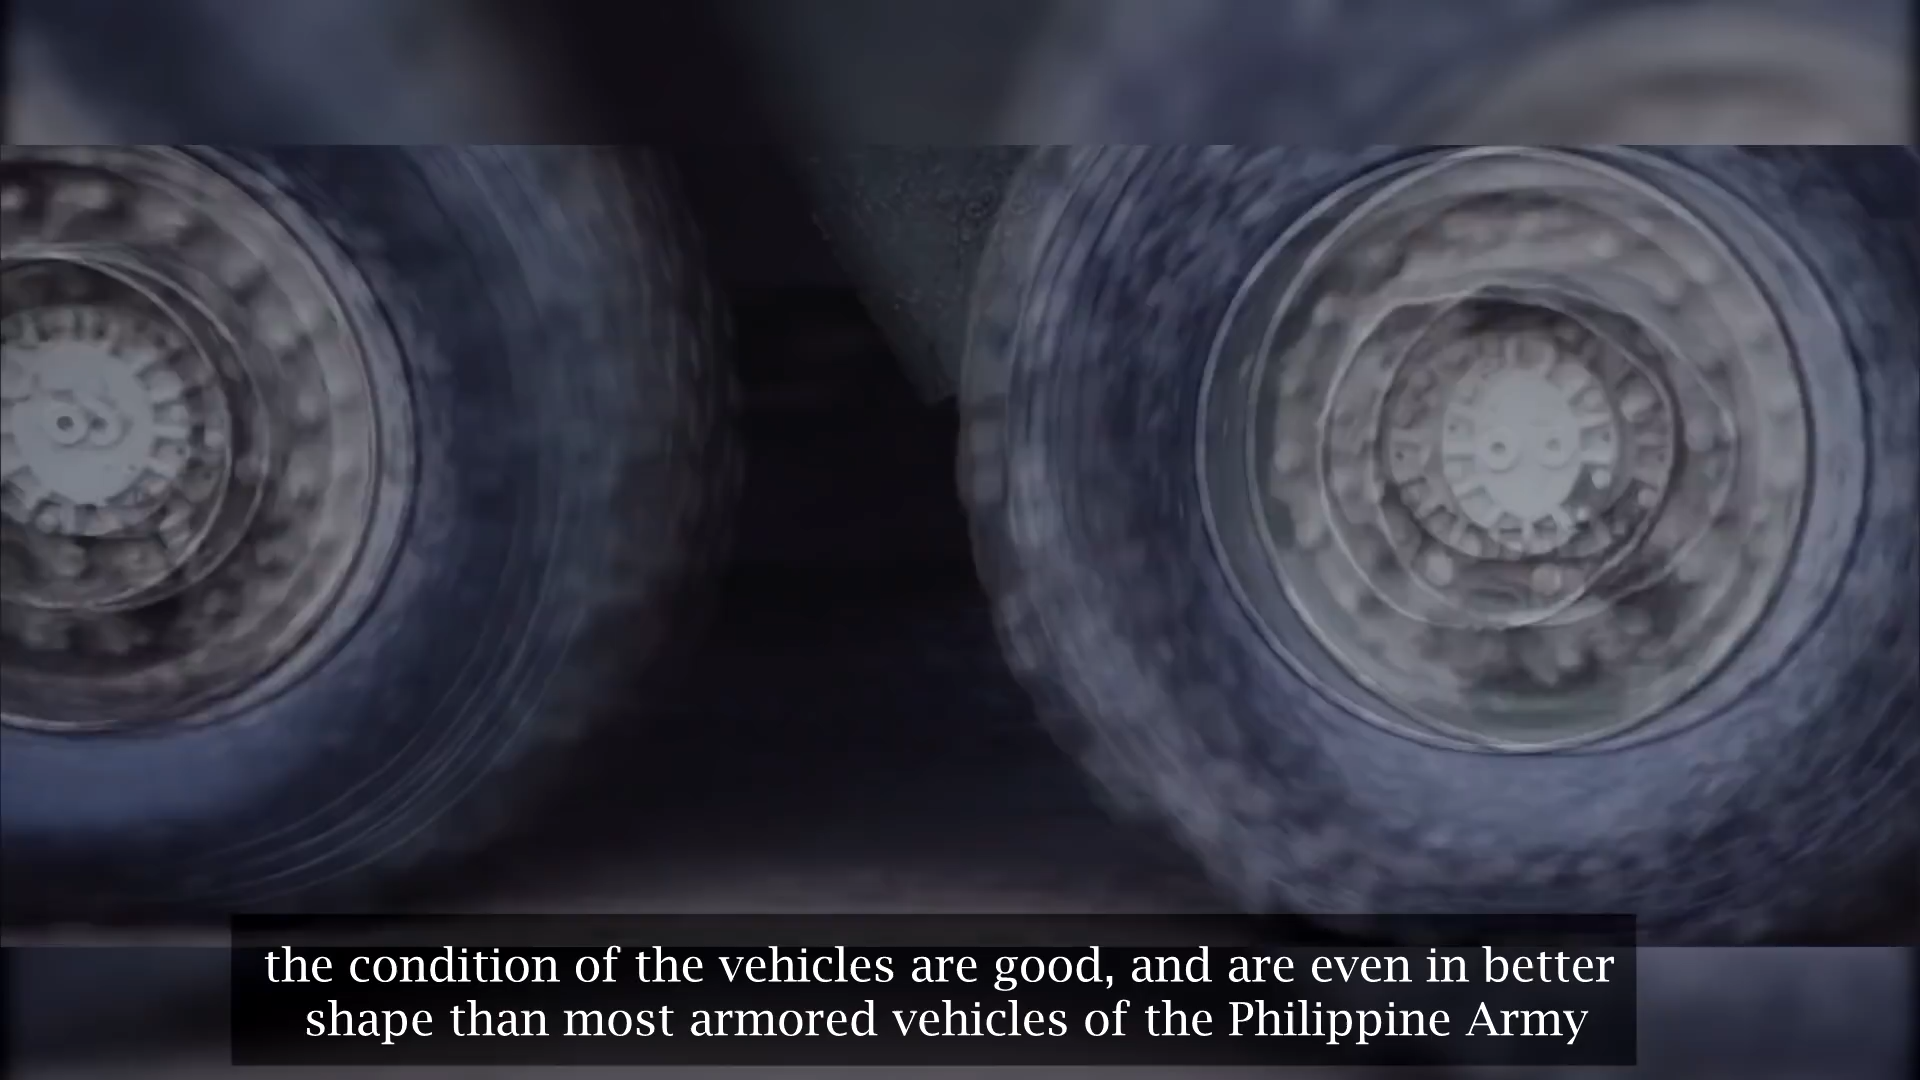 the condition of the vehicles are good, and are even in better
shape than most armored vehicles of the Philippine Army